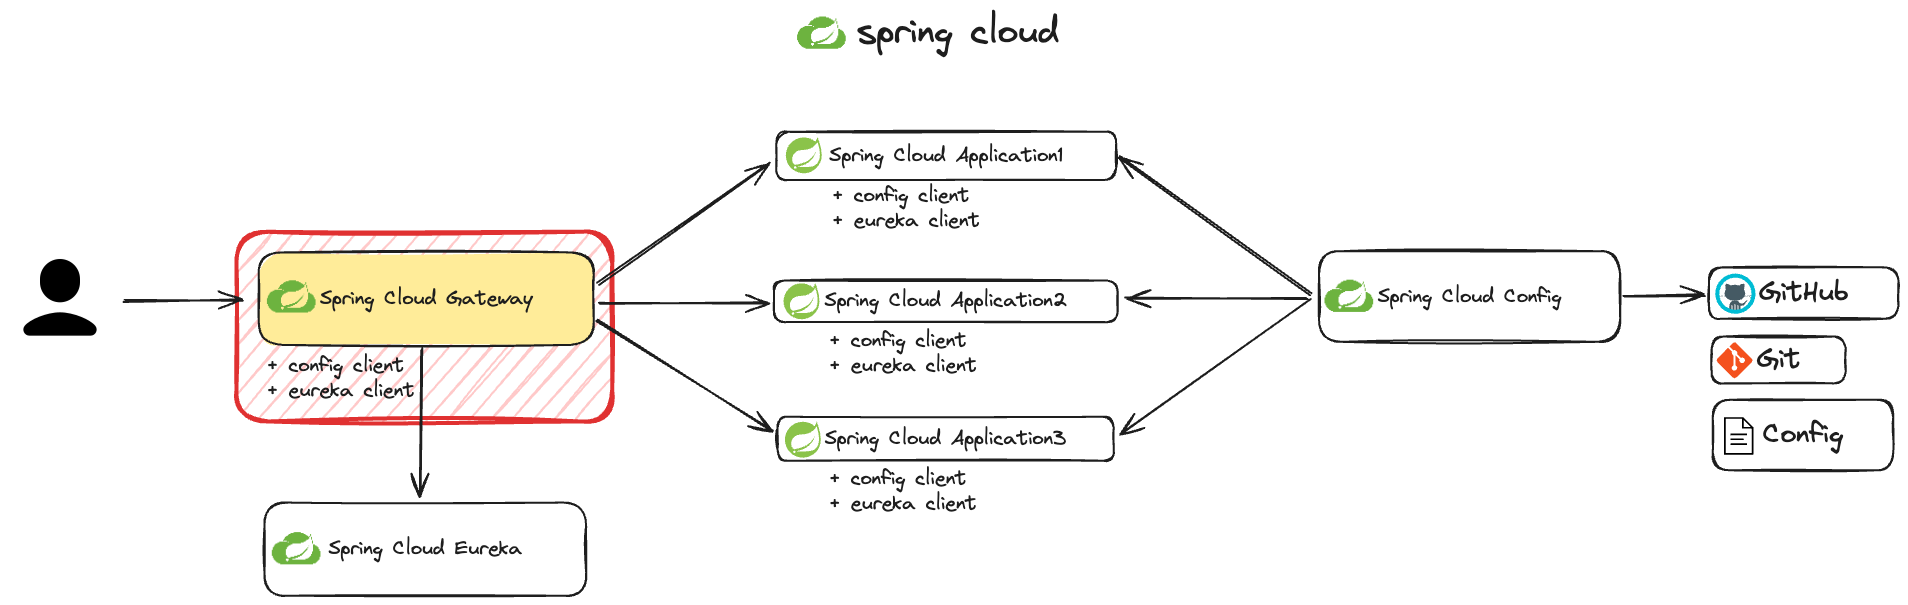 spring cloud
Spring Cloud Application1
+ config client
+ eureka client
Spring Cloud Gateway
+ config client
+ eureka client
Spring Cloud Application2
+ config client
+ eureka client
Spring Cloud Config
GitHub
Git
Config
Spring Cloud Application3
+ config client
+ eureka client
Spring Cloud Eureka